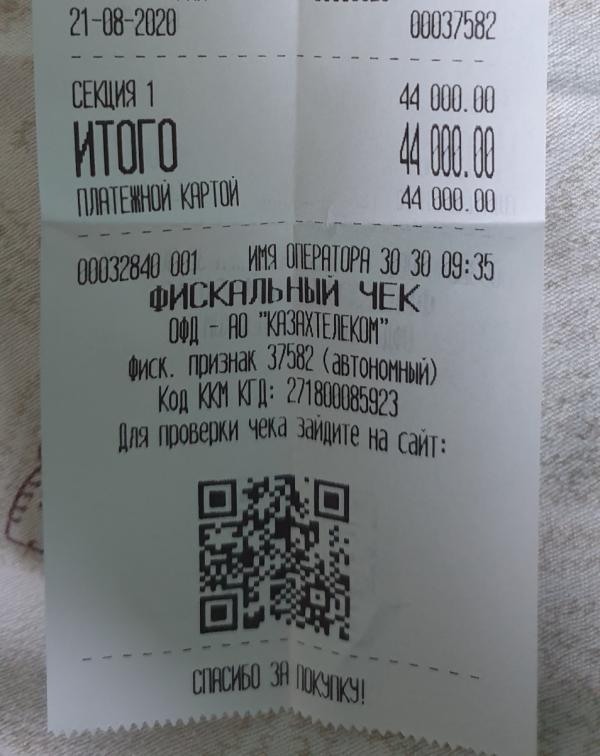 21-08-2020 00037582
СЕКЦИЯ 1 44 000.00
ИТОГО 44 000.00
ПЛАТЕЖНОЙ КАРТОЙ 44 000.00
00032840 001 ИМЯ ОПЕРАТОРА 30 30 09:35
ФИСКАЛЬНЫЙ ЧЕК
ОФД - АО "КАЗАХТЕЛЕКОМ"
Фиск. признак 37582 (автономный)
Код ККМ КГД: 271800085923
Для проверки чека зайдите на сайт:
СПАСИБО ЗА ПОКУПКУ!